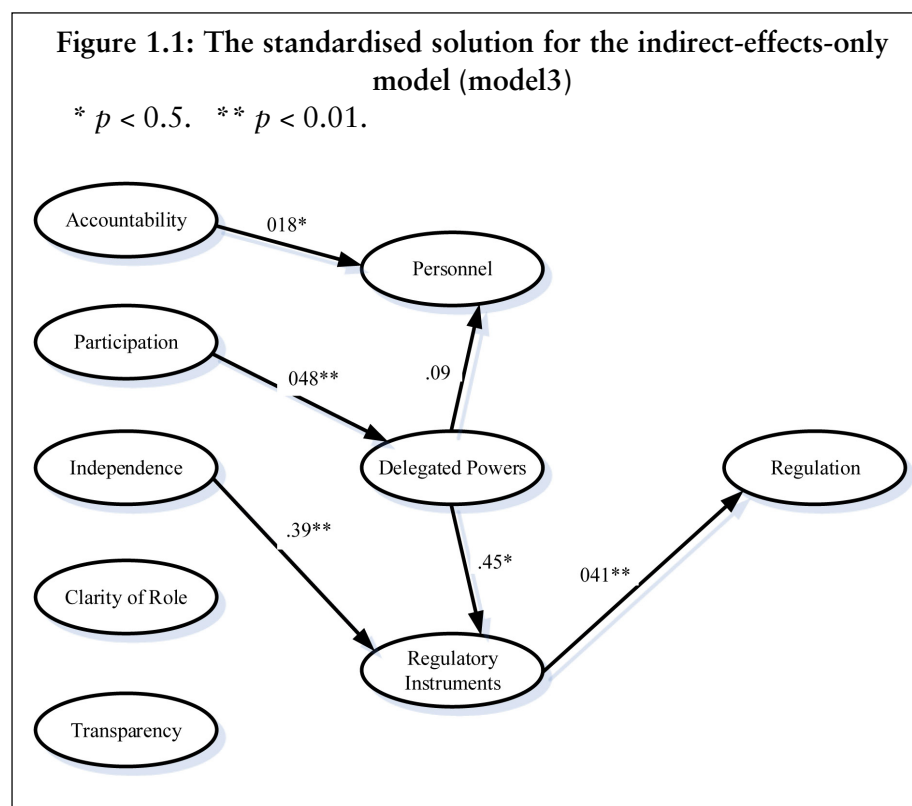 Figure 1.1: The standardised solution for the indirect-effects-only
model (model3)
* p < 0.5. ** p < 0.01.
Accountability
018*
Personnel
Participation
048**
.09
Independence
Delegated Powers
Regulation
.39**
.45*
041**
Clarity of Role
Regulatory
Instruments
Transparency